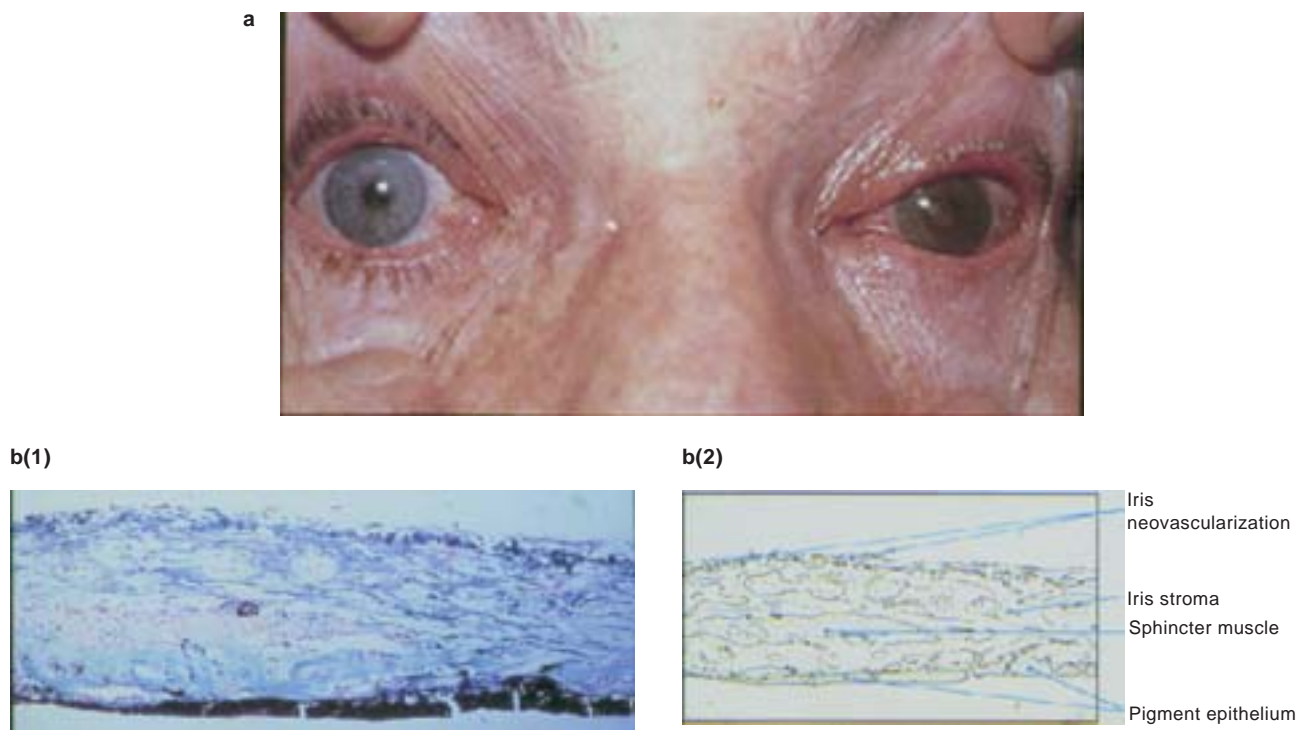 a
b(1)
b(2)
Iris
neovascularization
Iris stroma
Sphincter muscle
Pigment epithelium